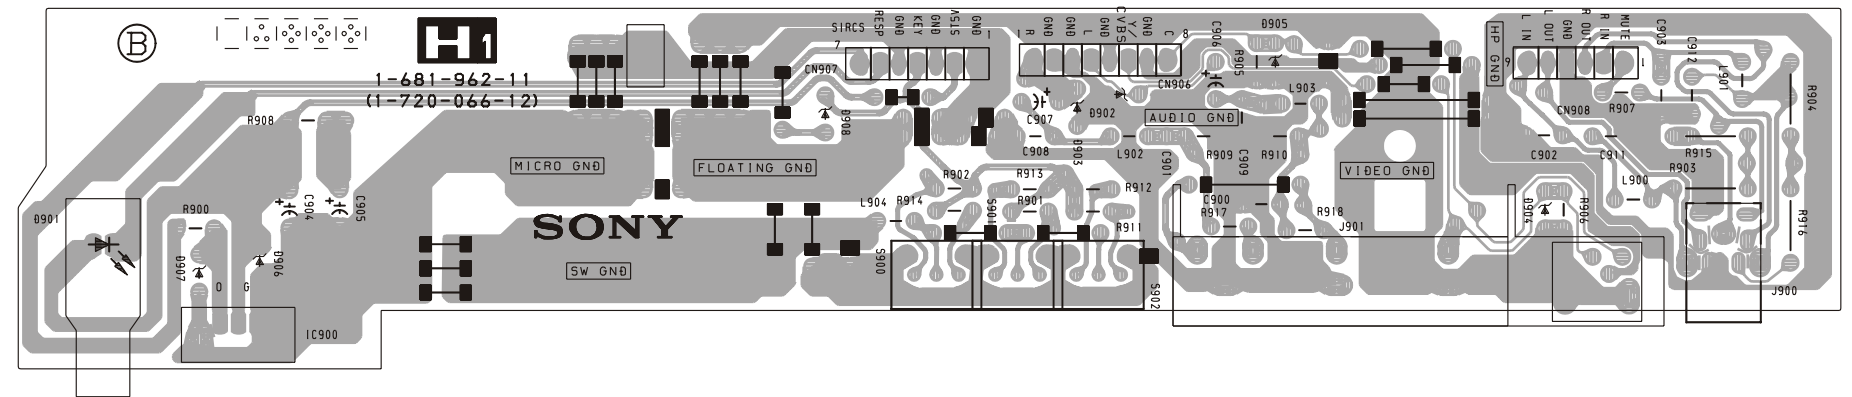 B
H1
1-681-962-11
(1-720-066-12)
SIRCS
RESP
GND
KEY
GND
ASIS
GND
7
1
CN907
1
R
GND
GND
L
GND
CVBS
Y/
GND
C
8
CN906
C906
R905
D905
HP GND
L IN
L OUT
GND
R OUT
R IN
MUTE
9
1
C903
C912
L901
R904
CN908
R907
R908
D908
C907
D902
L903
AUDIO GND
MICRO GND
FLOATING GND
C908
D903
L902
C901
R909
C909
R910
VIDEO GND
C902
C911
R915
R903
L900
D901
R900
C904
C905
L904
R914
R902
R913
S901
R901
R912
R911
C900
R917
R918
J901
D904
R906
R916
SONY
D907
D906
O
G
SW GND
S900
S902
J900
IC900